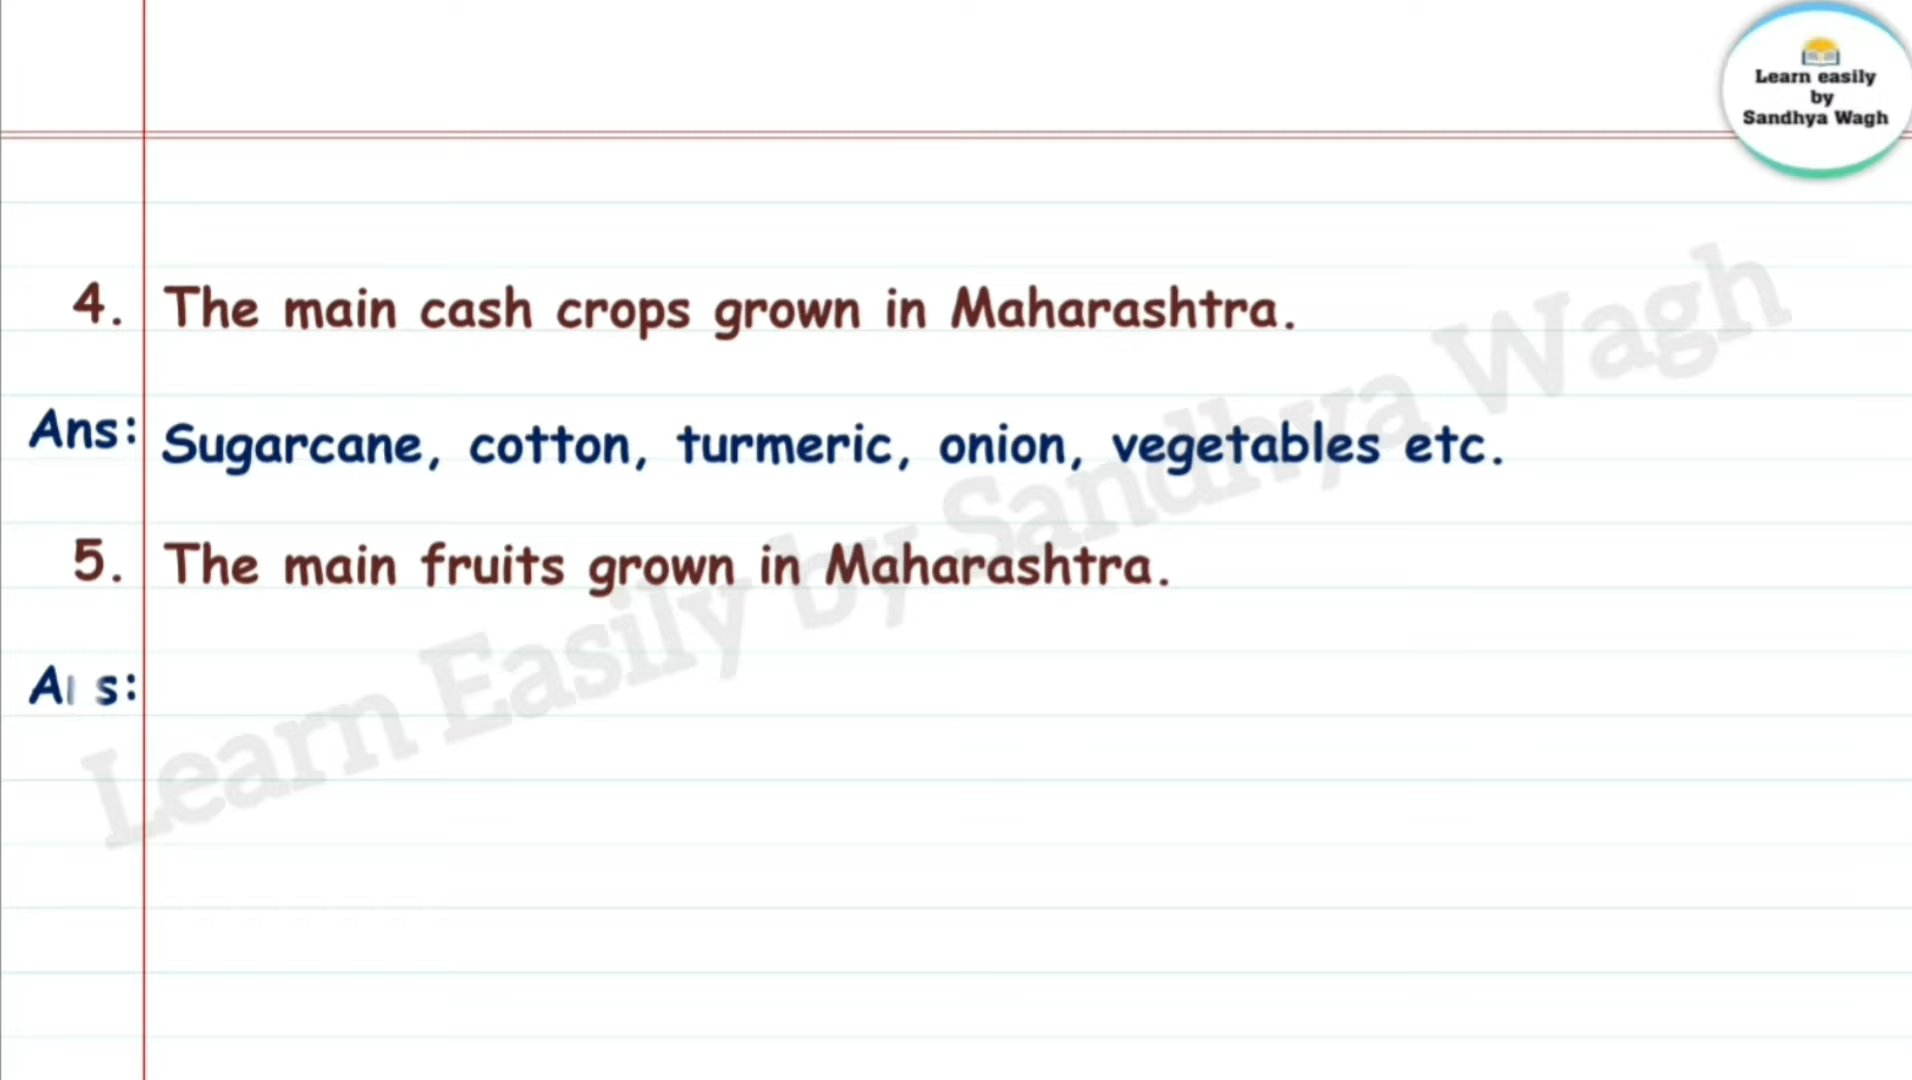 Learn easily
by
Sandhya Wagh
4. The main cash crops grown in Maharashtra.
Ans: Sugarcane, cotton, turmeric, onion, vegetables etc.
5. The main fruits grown in Maharashtra.
Learn Easily by Sandhya Wagh